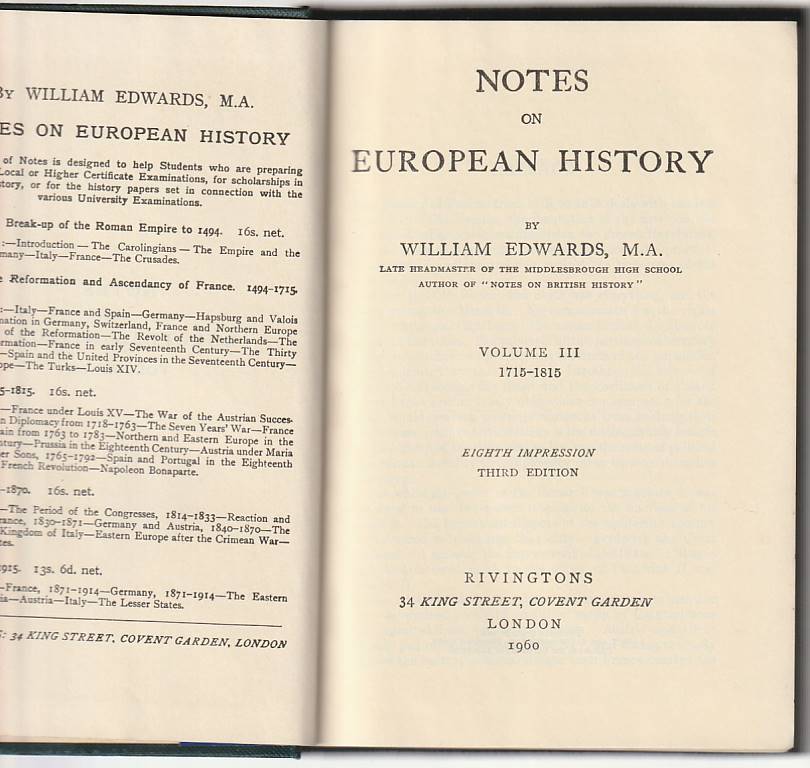 BY WILLIAM EDWARDS, M.A.
ES ON EUROPEAN HISTORY
of Notes is designed to help Students who are preparing
Local or Higher Certificate Examinations, for scholarships in
tory, or for the history papers set in connection with the
various University Examinations.
Break-up of the Roman Empire to 1494. 16s. net.
:—Introduction — The Carolingians — The Empire and the
many—Italy—France—The Crusades.
e Reformation and Ascendancy of France. 1494-1715.
:—Italy—France and Spain—Germany—Hapsburg and Valois
mation in Germany, Switzerland, France and Northern Europe
of the Reformation—The Revolt of the Netherlands—The
rmation—France in early Seventeenth Century—The Thirty
—Spain and the United Provinces in the Seventeenth Century—
ope—The Turks—Louis XIV.
5-1815. 16s. net.
—France under Louis XV—The War of the Austrian Succes-
n Diplomacy from 1718-1763—The Seven Years' War—France
ain from 1763 to 1783—Northern and Eastern Europe in the
ntury—Prussia in the Eighteenth Century—Austria under Maria
er Sons, 1765-1792—Spain and Portugal in the Eighteenth
French Revolution—Napoleon Bonaparte.
-1870. 16s. net.
—The Period of the Congresses, 1814-1833—Reaction and
rance, 1830-1871—Germany and Austria, 1840-1870—The
Kingdom of Italy—Eastern Europe after the Crimean War—
tes.
1915. 13s. 6d. net.
—France, 1871-1914—Germany, 1871-1914—The Eastern
ia—Austria—Italy—The Lesser States.
: 34 KING STREET, COVENT GARDEN, LONDON
NOTES
ON
EUROPEAN HISTORY
BY
WILLIAM EDWARDS, M.A.
LATE HEADMASTER OF THE MIDDLESBROUGH HIGH SCHOOL
AUTHOR OF "NOTES ON BRITISH HISTORY"
VOLUME III
1715-1815
EIGHTH IMPRESSION
THIRD EDITION
RIVINGTONS
34 KING STREET, COVENT GARDEN
LONDON
1960